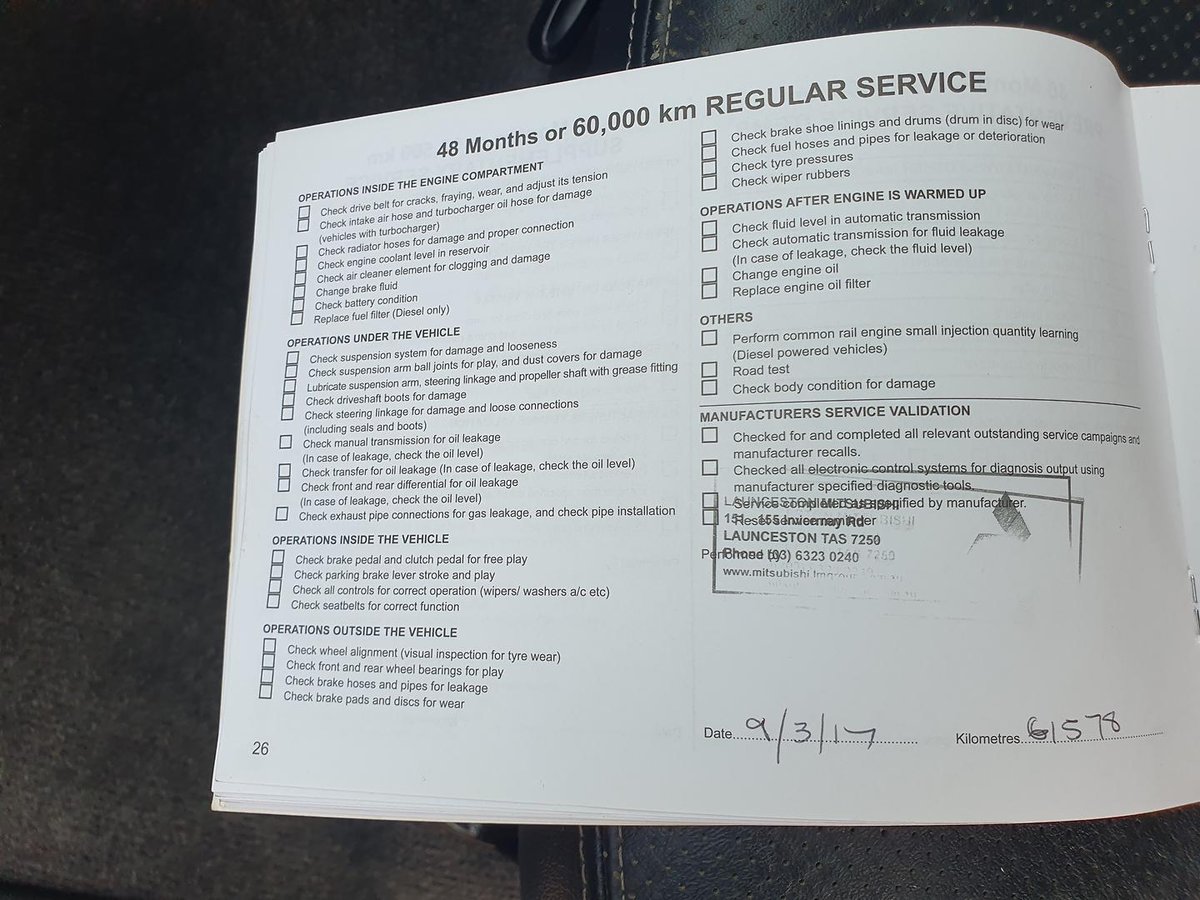 48 Months or 60,000 km REGULAR SERVICE
OPERATIONS INSIDE THE ENGINE COMPARTMENT
Check drive belt for cracks, fraying, wear, and adjust its tension
Check intake air hose and turbocharger oil hose for damage
(vehicles with turbocharger)
Check radiator hoses for damage and proper connection
Check engine coolant level in reservoir
Check air cleaner element for clogging and damage
Change brake fluid
Check battery condition
Replace fuel filter (Diesel only)
OPERATIONS UNDER THE VEHICLE
Check suspension system for damage and looseness
Check suspension arm ball joints for play, and dust covers for damage
Lubricate suspension arm, steering linkage and propeller shaft with grease fitting
Check driveshaft boots for damage
Check steering linkage for damage and loose connections
(including seals and boots)
Check manual transmission for oil leakage
(In case of leakage, check the oil level)
Check transfer for oil leakage (In case of leakage, check the oil level)
Check front and rear differential for oil leakage
(In case of leakage, check the oil level)
Check exhaust pipe connections for gas leakage, and check pipe installation
OPERATIONS INSIDE THE VEHICLE
Check brake pedal and clutch pedal for free play
Check parking brake lever stroke and play
Check all controls for correct operation (wipers/ washers a/c etc)
Check seatbelts for correct function
OPERATIONS OUTSIDE THE VEHICLE
Check wheel alignment (visual inspection for tyre wear)
Check front and rear wheel bearings for play
Check brake hoses and pipes for leakage
Check brake pads and discs for wear
26
Check brake shoe linings and drums (drum in disc) for wear
Check fuel hoses and pipes for leakage or deterioration
Check tyre pressures
Check wiper rubbers
OPERATIONS AFTER ENGINE IS WARMED UP
Check fluid level in automatic transmission
Check automatic transmission for fluid leakage
(In case of leakage, check the fluid level)
Change engine oil
Replace engine oil filter
OTHERS
Perform common rail engine small injection quantity learning
(Diesel powered vehicles)
Road test
Check body condition for damage
MANUFACTURERS SERVICE VALIDATION
Checked for and completed all relevant outstanding service campaigns and
manufacturer recalls.
Checked all electronic control systems for diagnosis output using
manufacturer specified diagnostic tools.
Service completed as specified by manufacturer.
LAUNCESTON MITSUBISHI
Invermay Rd
LAUNCESTON TAS 7250
Phone (03) 6323 0240
www.mitsubishi
Date 9/3/17
Kilometres 61578